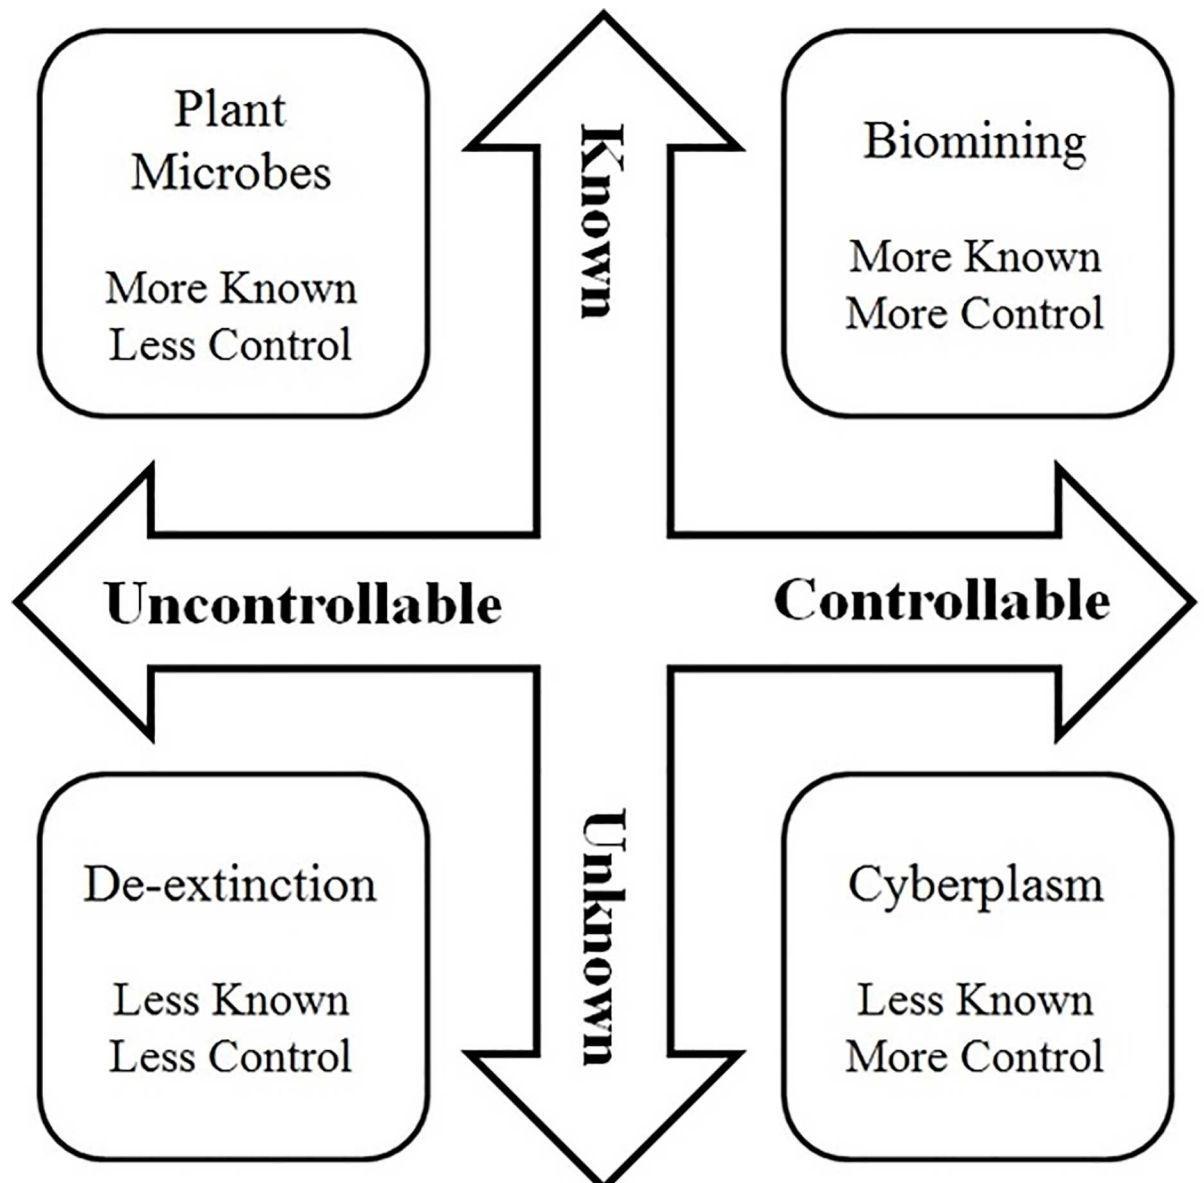 Plant
Microbes
More Known
Less Control
Known
Biomining
More Known
More Control
Uncontrollable
Controllable
De-extinction
Less Known
Less Control
Unknown
Cyberplasm
Less Known
More Control